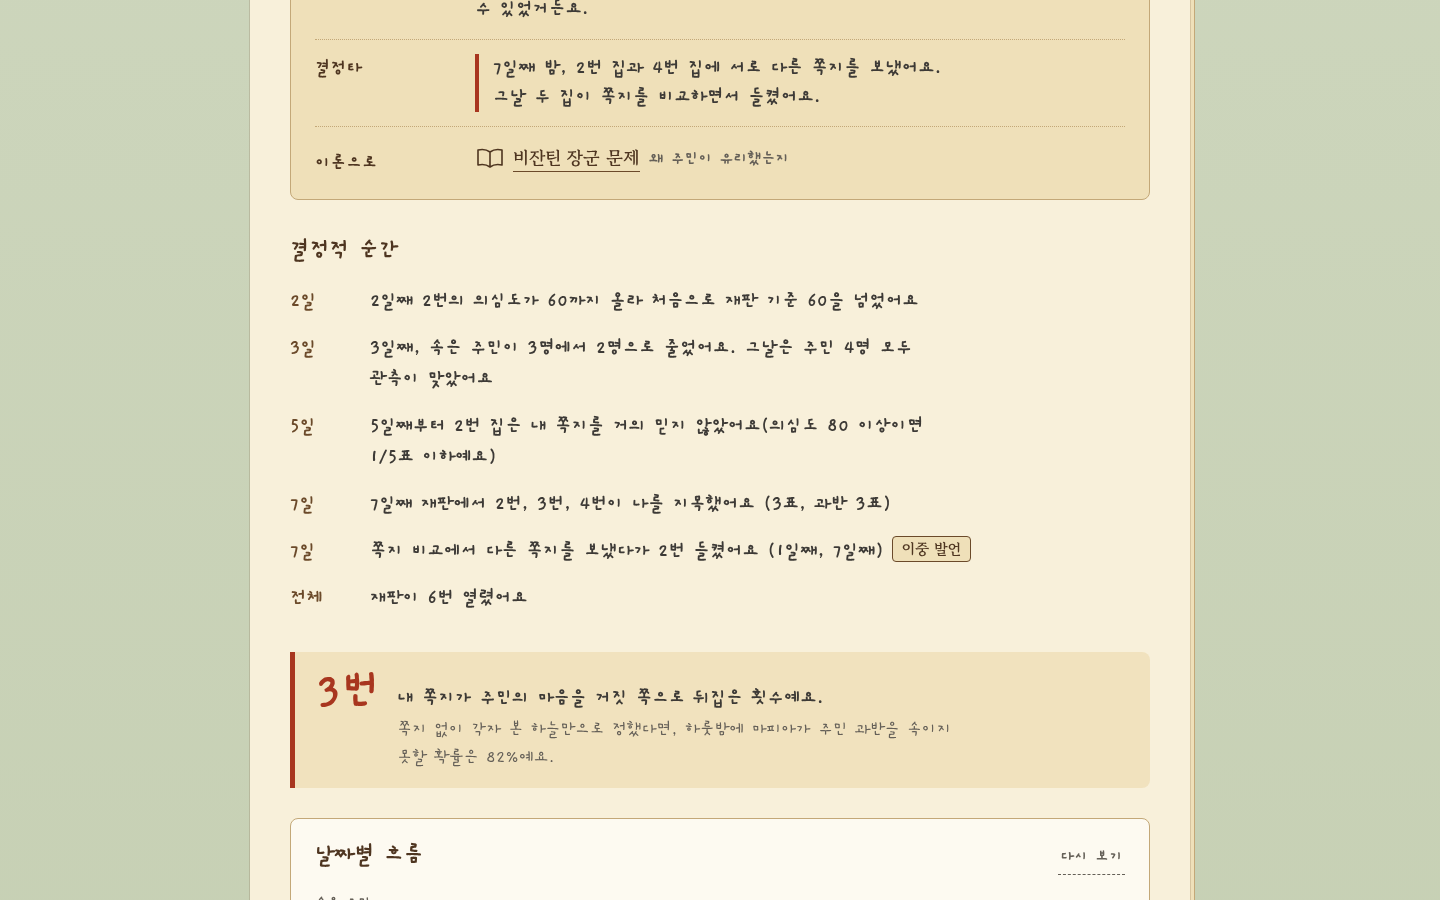 수 있었거든요.
결정타
7일째 밤, 2번 집과 4번 집에 서로 다른 쪽지를 보냈어요.
그날 두 집이 쪽지를 비교하면서 들켰어요.
이론으로
비잔틴 장군 문제 왜 주민이 유리했는지
결정적 순간
2일 2일째 2번의 의심도가 60까지 올라 처음으로 재판 기준 60을 넘었어요
3일 3일째, 속은 주민이 3명에서 2명으로 줄었어요. 그날은 주민 4명 모두
관측이 맞았어요
5일 5일째부터 2번 집은 내 쪽지를 거의 믿지 않았어요(의심도 80 이상이면
1/5표 이하예요)
7일 7일째 재판에서 2번, 3번, 4번이 나를 지목했어요 (3표, 과반 3표)
7일 쪽지 비교에서 다른 쪽지를 보냈다가 2번 들켰어요 (1일째, 7일째) 이중 발언
전체 재판이 6번 열렸어요
3번 내 쪽지가 주민의 마음을 거짓 쪽으로 뒤집은 횟수예요.
쪽지 없이 각자 본 하늘만으로 정했다면, 하룻밤에 마피아가 주민 과반을 속이지
못할 확률은 82%예요.
날짜별 흐름
다시 보기